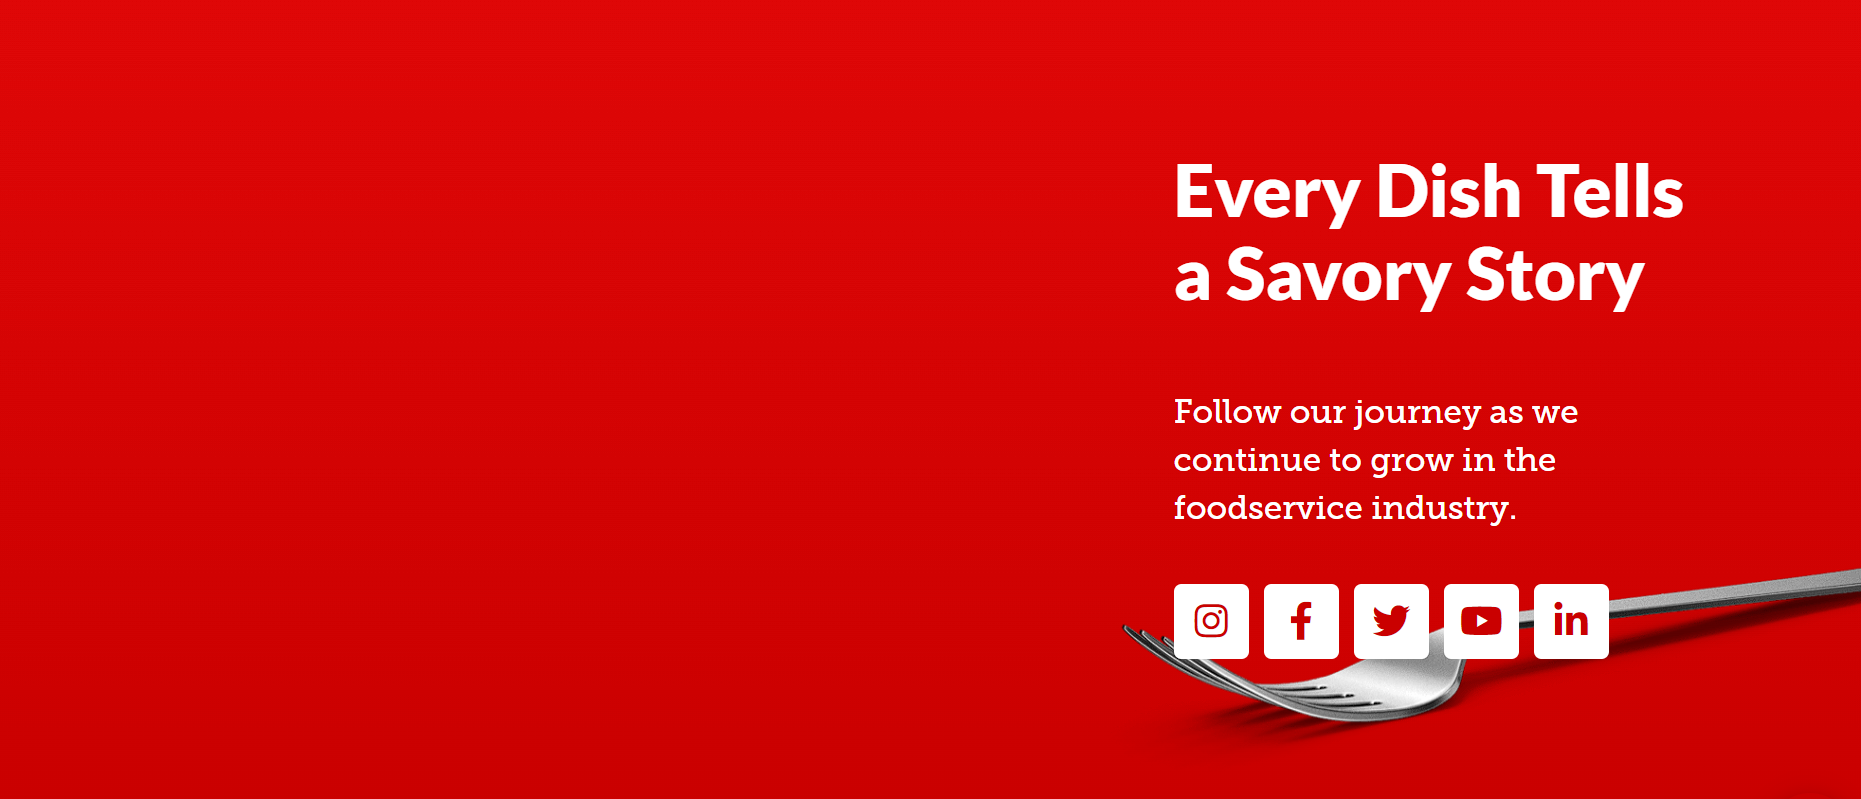 Every Dish Tells
a Savory Story
Follow our journey as we
continue to grow in the
foodservice industry.